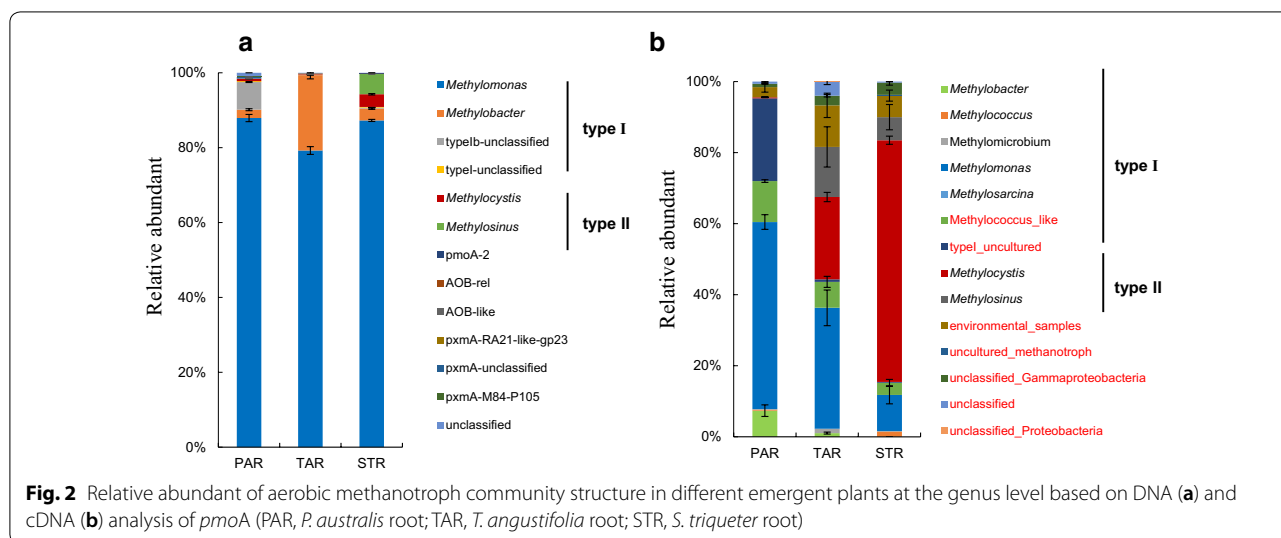 a
Relative abundant
100%
80%
60%
40%
20%
0%
PAR TAR STR
Methylomonas
Methylobacter
typeIb-unclassified
typeI-unclassified
type I
Methylocystis
Methylosinus
type II
pmoA-2
AOB-rel
AOB-like
pxmA-RA21-like-gp23
pxmA-unclassified
pxmA-M84-P105
unclassified
b
Relative abundant
100%
80%
60%
40%
20%
0%
PAR TAR STR
Methylobacter
Methylococcus
Methylomicrobium
Methylomonas
Methylosarcina
Methylococcus_like
typeI_uncultured
type I
Methylocystis
Methylosinus
type II
environmental_samples
uncultured_methanotroph
unclassified_Gammaproteobacteria
unclassified
unclassified_Proteobacteria
Fig. 2 Relative abundant of aerobic methanotroph community structure in different emergent plants at the genus level based on DNA (a) and
cDNA (b) analysis of pmoA (PAR, P. australis root; TAR, T. angustifolia root; STR, S. triqueter root)